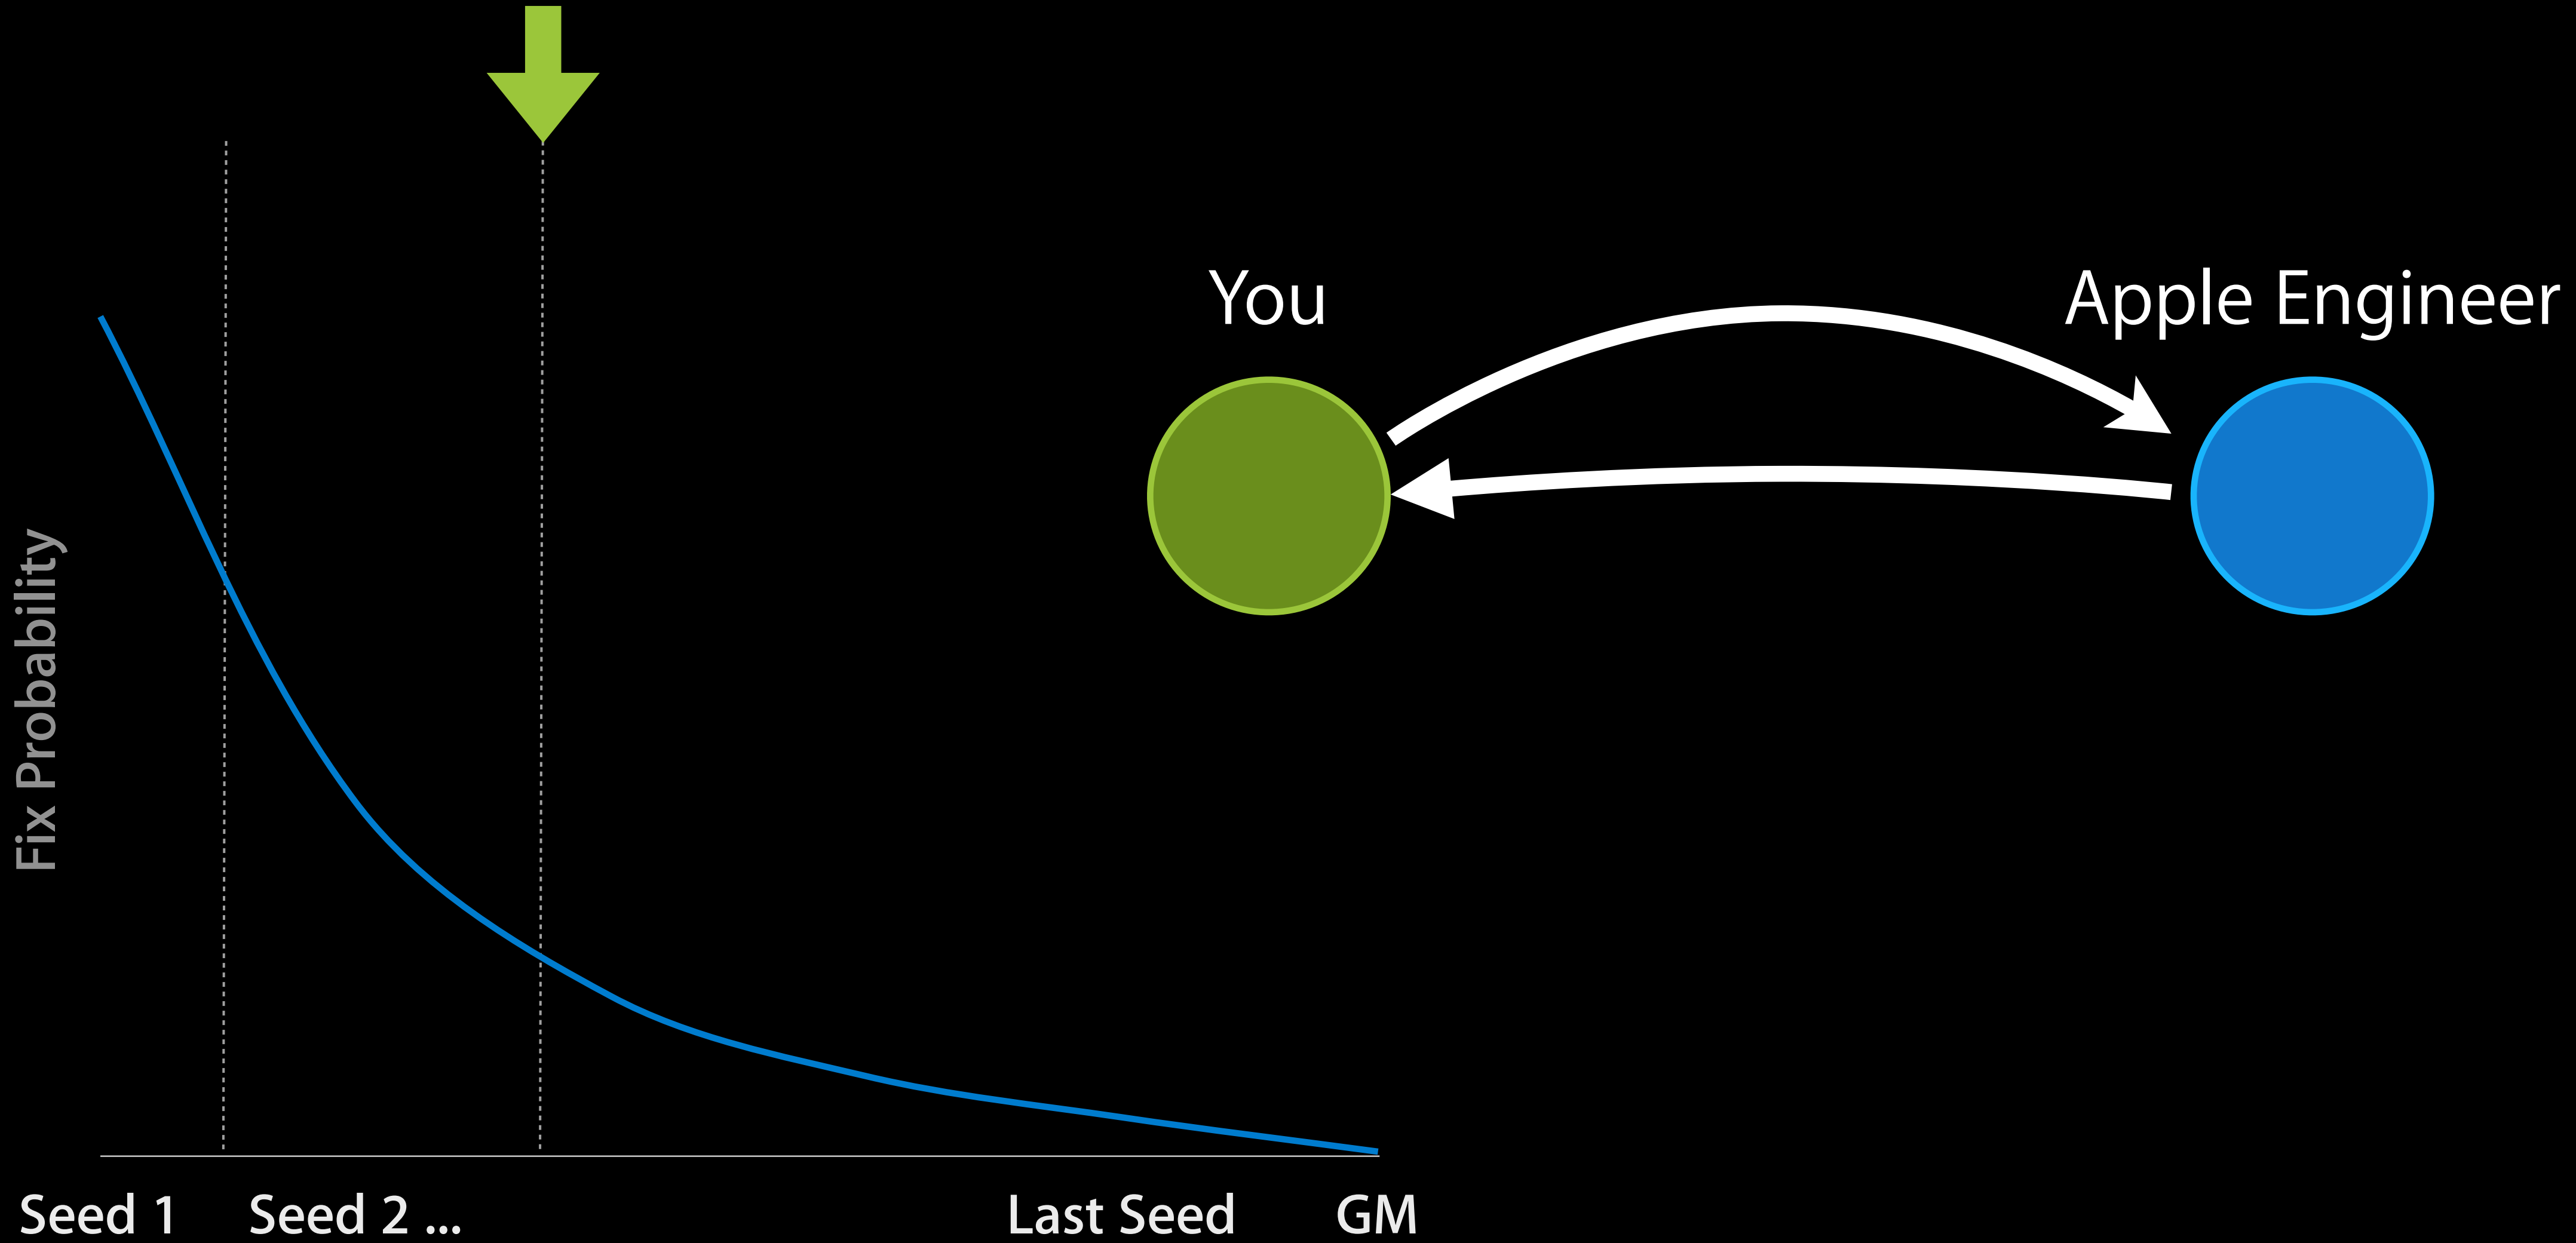 You
Apple Engineer
Fix Probability
Seed 1
Seed 2 ...
Last Seed
GM